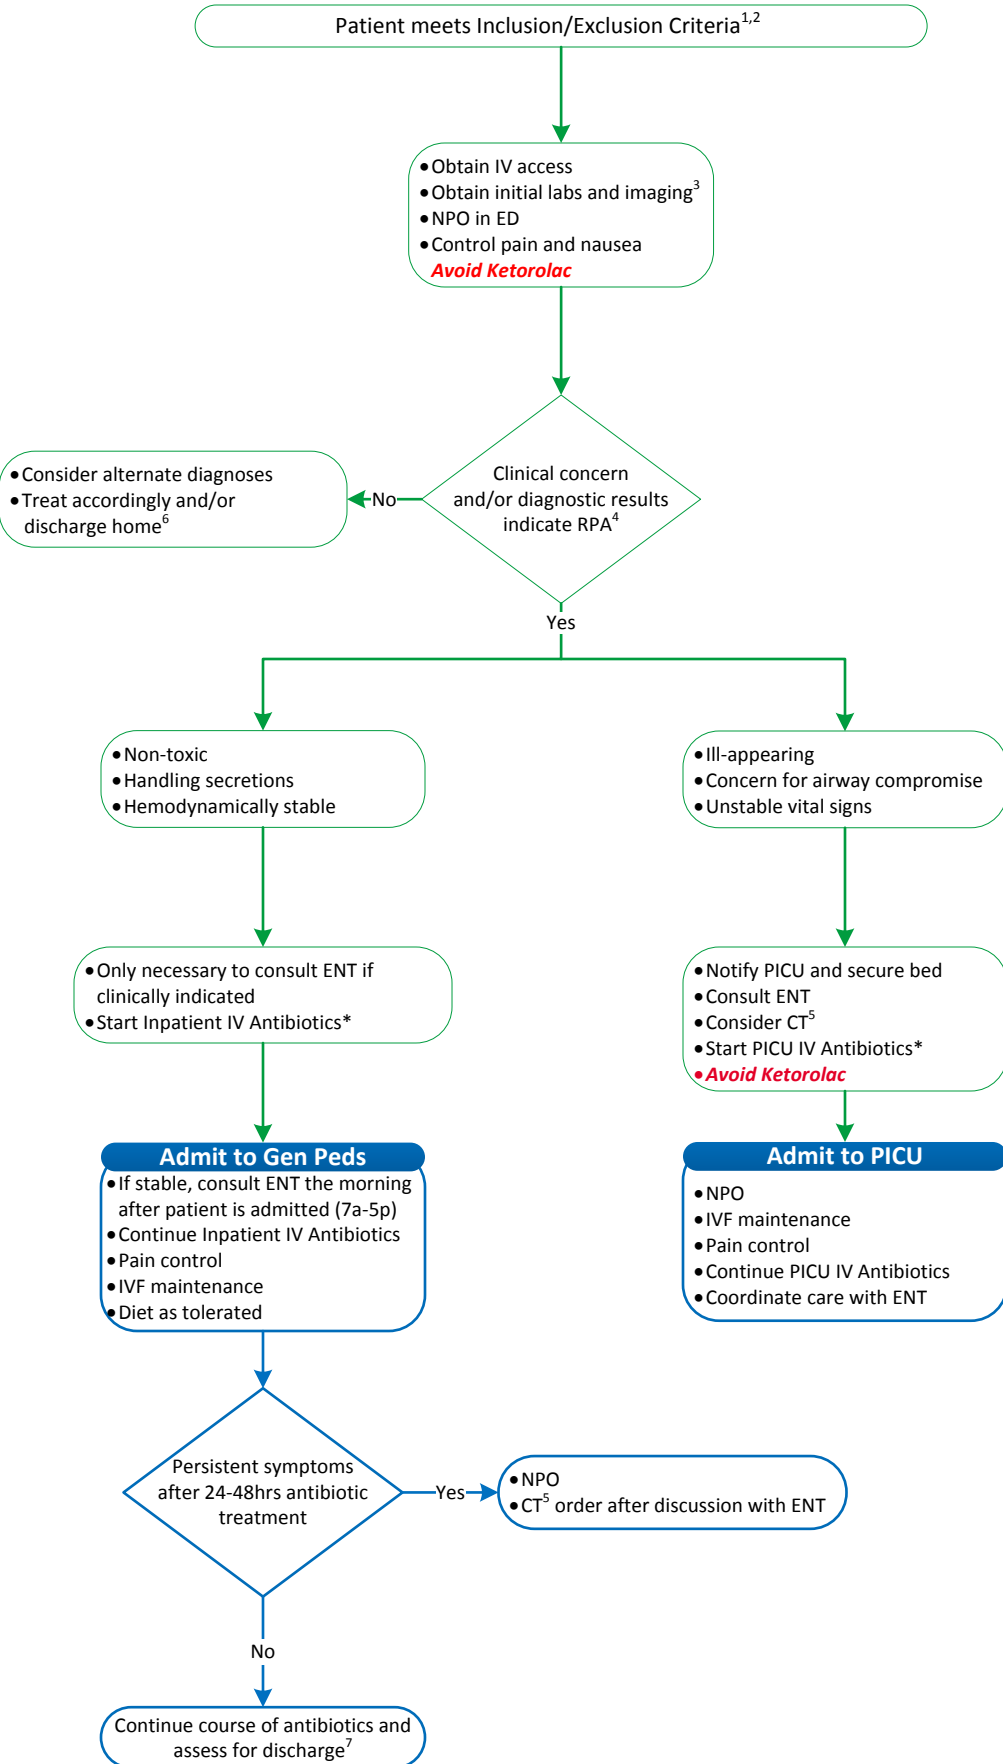 Patient meets Inclusion/Exclusion Criteria1,2
•Obtain IV access
•Obtain initial labs and imaging3
•NPO in ED
•Control pain and nausea
Avoid Ketorolac
Clinical concern
and/or diagnostic results
indicate RPA4
No
•Consider alternate diagnoses
•Treat accordingly and/or
discharge home6
Yes
•Non-toxic
•Handling secretions
•Hemodynamically stable
•Ill-appearing
•Concern for airway compromise
•Unstable vital signs
•Only necessary to consult ENT if
clinically indicated
•Start Inpatient IV Antibiotics*
•Notify PICU and secure bed
•Consult ENT
•Consider CT5
•Start PICU IV Antibiotics*
•Avoid Ketorolac
Admit to Gen Peds
•If stable, consult ENT the morning
after patient is admitted (7a-5p)
•Continue Inpatient IV Antibiotics
•Pain control
•IVF maintenance
•Diet as tolerated
Admit to PICU
•NPO
•IVF maintenance
•Pain control
•Continue PICU IV Antibiotics
•Coordinate care with ENT
Persistent symptoms
after 24-48hrs antibiotic
treatment
Yes
•NPO
•CT5 order after discussion with ENT
No
Continue course of antibiotics and
assess for discharge7